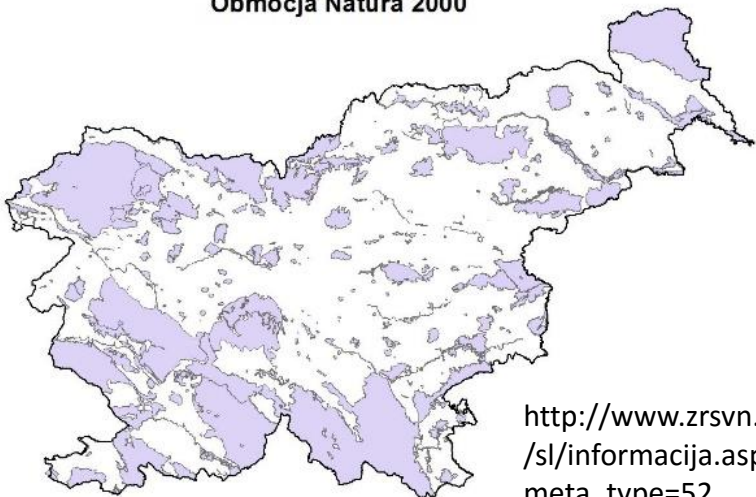 Območja Natura 2000
http://www.zrsvn.
/sl/informacija.asp
meta_type=52